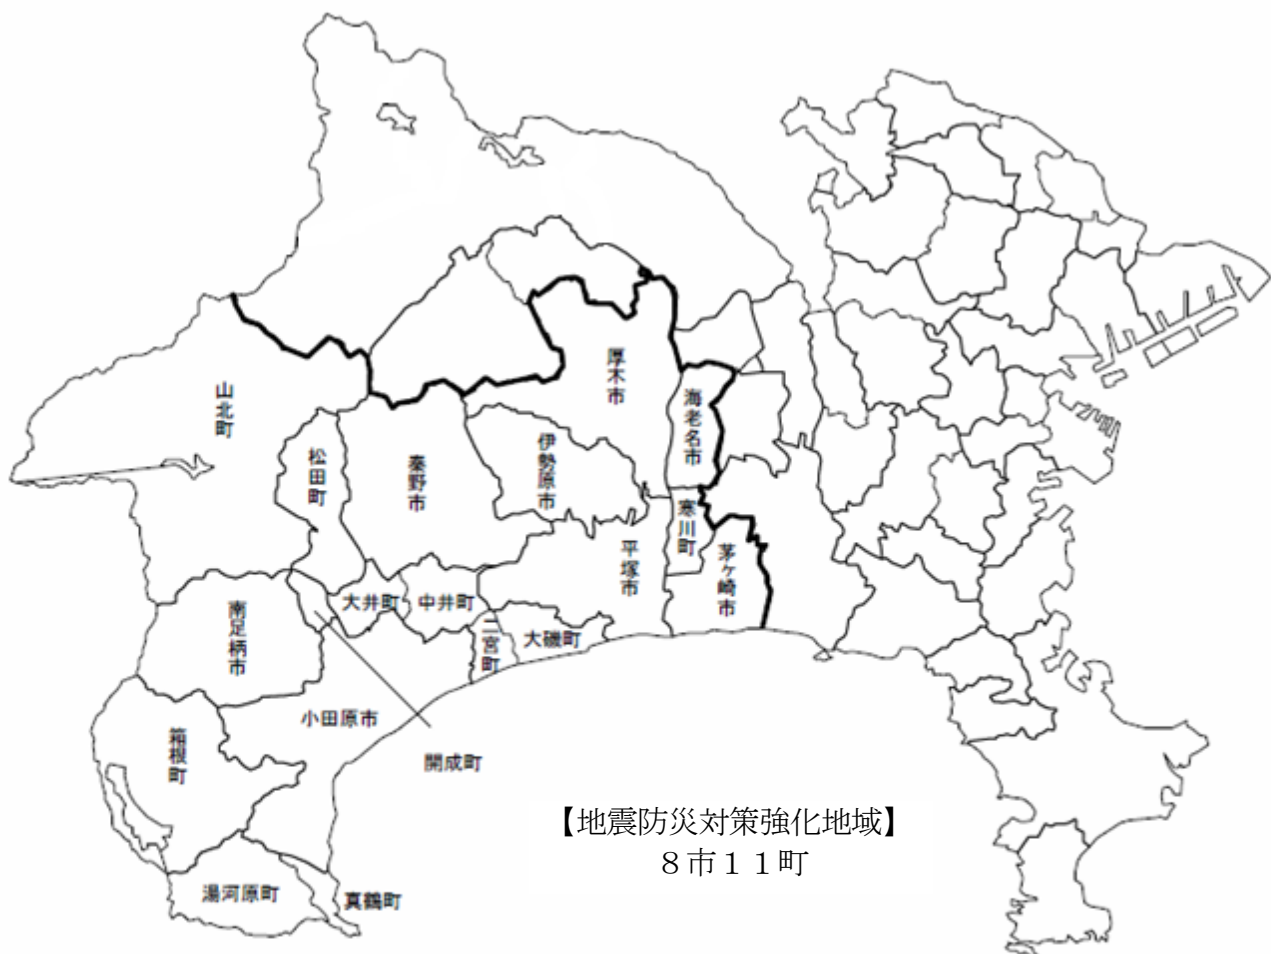 厚木市
山北町
海老名市
伊勢原市
松田町
秦野市
寒川町
平塚市
茅ヶ崎市
大井町
中井町
南足柄市
二宮町
大磯町
小田原市
箱根町
開成町
【地震防災対策強化地域】
８市１１町
湯河原町
真鶴町